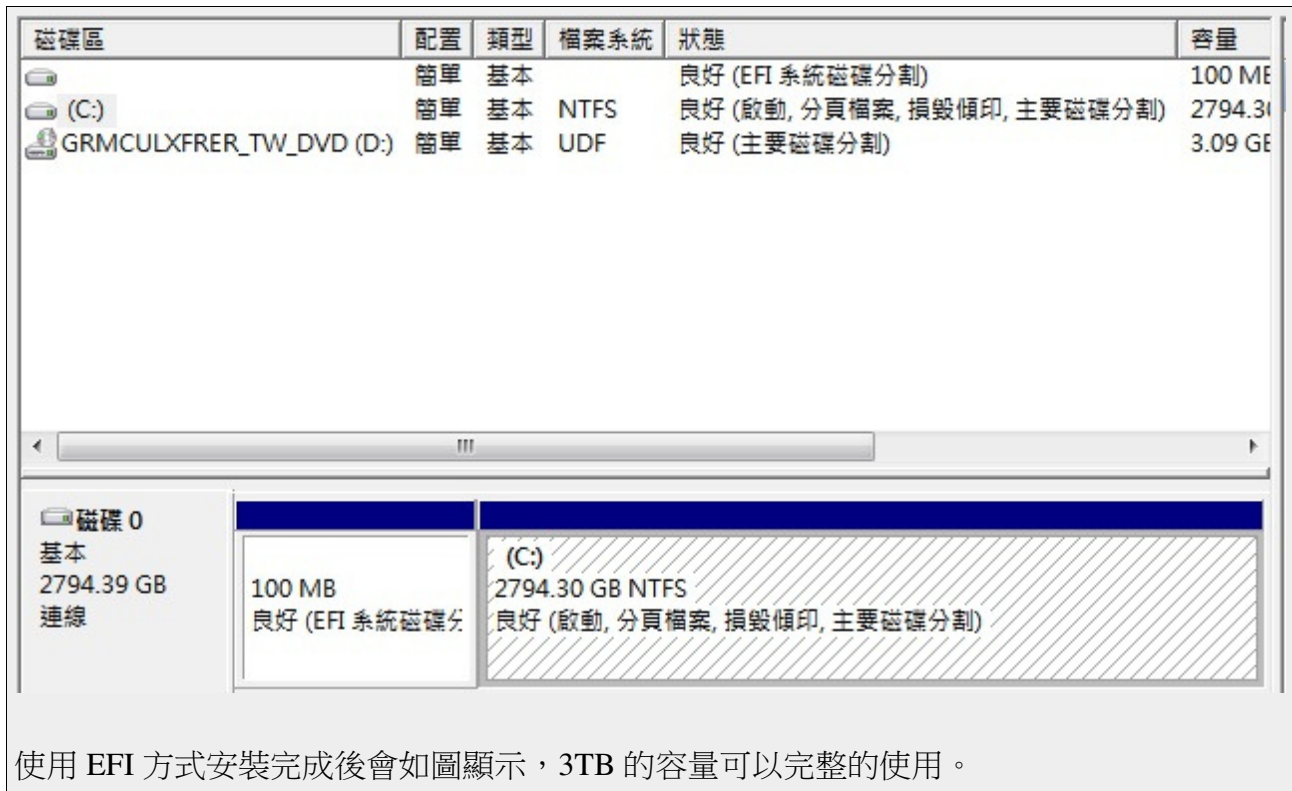 磁碟區 配置 類型 檔案系統 狀態 容量
簡單 基本 良好 (EFI 系統磁碟分割) 100 ME
(C:) 簡單 基本 NTFS 良好 (啟動, 分頁檔案, 損毀傾印, 主要磁碟分割) 2794.30
GRMCULXFRER_TW_DVD (D:) 簡單 基本 UDF 良好 (主要磁碟分割) 3.09 GE
磁碟 0
基本
2794.39 GB
連線
100 MB
良好 (EFI 系統磁碟分
(C:)
2794.30 GB NTFS
良好 (啟動, 分頁檔案, 損毀傾印, 主要磁碟分割)
使用 EFI 方式安裝完成後會如圖顯示，3TB 的容量可以完整的使用。